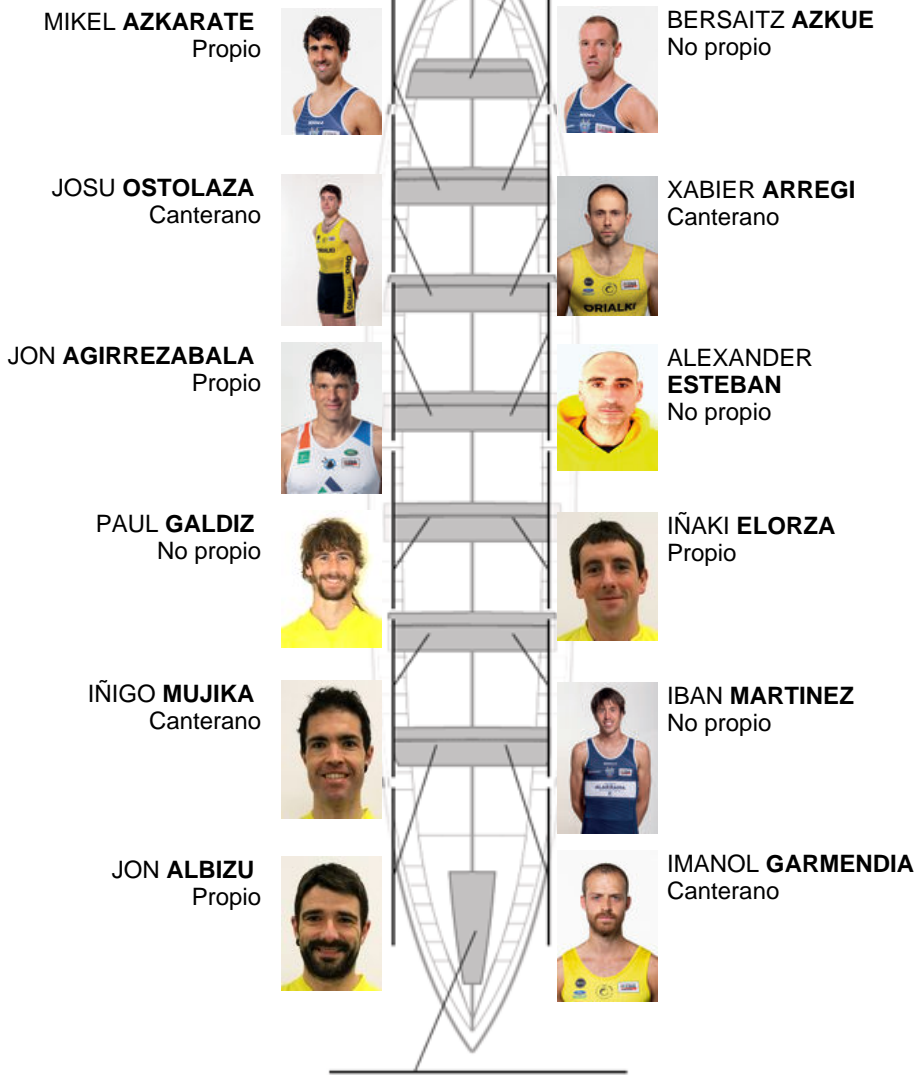 MIKEL AZKARATE
Propio
BERSAITZ AZKUE
No propio
JOSU OSTOLAZA
Canterano
XABIER ARREGI
Canterano
ORIALKI
ORIALKI
JON AGIRREZABALA
Propio
ALEXANDER
ESTEBAN
No propio
PAUL GALDIZ
No propio
IÑAKI ELORZA
Propio
IÑIGO MUJIKA
Canterano
IBAN MARTINEZ
No propio
JON ALBIZU
Propio
IMANOL GARMENDIA
Canterano